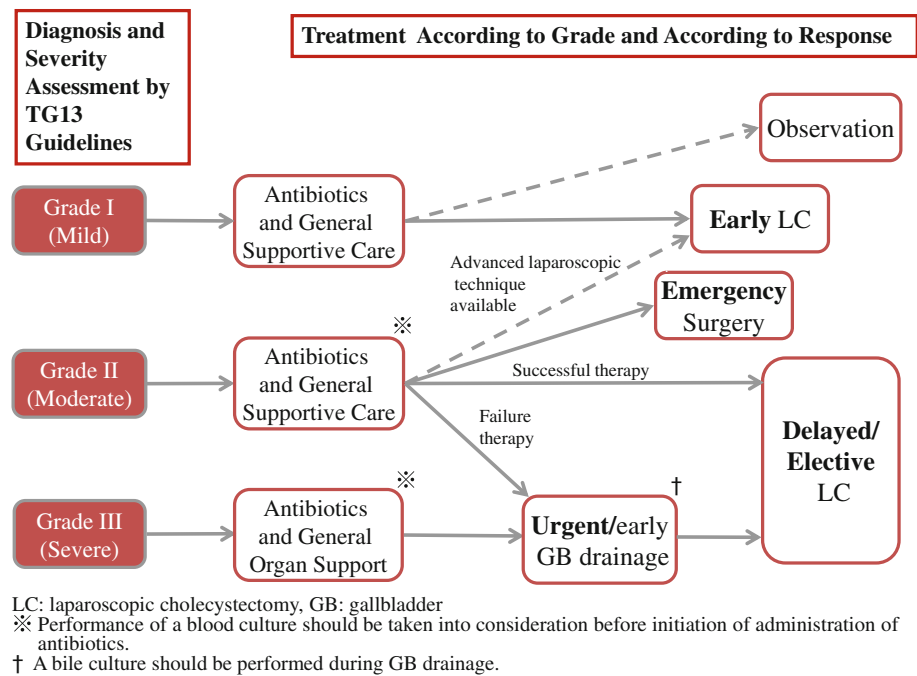 Diagnosis and
Severity
Assessment by
TG13
Guidelines
Treatment According to Grade and According to Response
Observation
Grade I
(Mild)
Antibiotics
and General
Supportive Care
Early LC
Advanced laparoscopic
technique
available
Emergency
Surgery
※
Grade II
(Moderate)
Antibiotics
and General
Supportive Care
Successful therapy
Failure
therapy
Delayed/
Elective
LC
※
†
Grade III
(Severe)
Antibiotics
and General
Organ Support
Urgent/early
GB drainage
LC: laparoscopic cholecystectomy, GB: gallbladder
※ Performance of a blood culture should be taken into consideration before initiation of administration of
antibiotics.
† A bile culture should be performed during GB drainage.